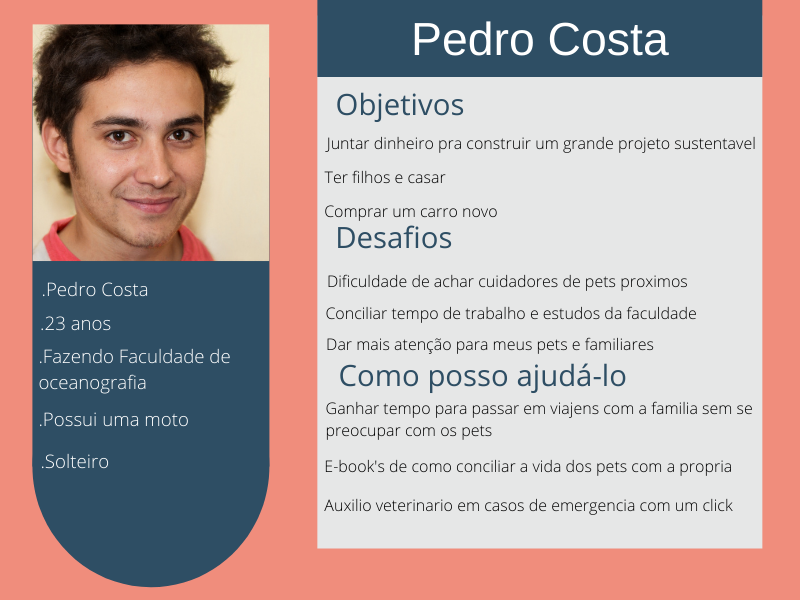 Pedro Costa
Objetivos
Juntar dinheiro pra construir um grande projeto sustentavel
Ter filhos e casar
Comprar um carro novo
Desafios
Dificuldade de achar cuidadores de pets proximos
Conciliar tempo de trabalho e estudos da faculdade
Dar mais atenção para meus pets e familiares
Como posso ajudá-lo
Ganhar tempo para passar em viajens com a familia sem se
preocupar com os pets
E-book's de como conciliar a vida dos pets com a propria
Auxilio veterinario em casos de emergencia com um click
.Pedro Costa
.23 anos
.Fazendo Faculdade de
oceanografia
.Possui uma moto
.Solteiro